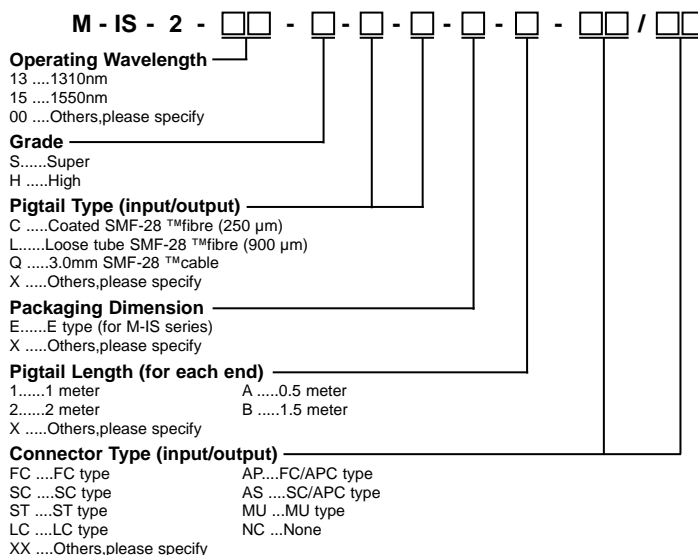 M - IS - 2 - □□ - □ - □ - □ - □ - □ - □□ / □□
Operating Wavelength
13 ....1310nm
15 ....1550nm
00 ....Others,please specify
Grade
S......Super
H .....High
Pigtail Type (input/output)
C .....Coated SMF-28 ™fibre (250 µm)
L......Loose tube SMF-28 ™fibre (900 µm)
Q .....3.0mm SMF-28 ™cable
X .....Others,please specify
Packaging Dimension
E......E type (for M-IS series)
X .....Others,please specify
Pigtail Length (for each end)
1......1 meter A .....0.5 meter
2......2 meter B .....1.5 meter
X .....Others,please specify
Connector Type (input/output)
FC ....FC type AP....FC/APC type
SC ....SC type AS ....SC/APC type
ST ....ST type MU ...MU type
LC ....LC type NC ...None
XX ....Others,please specify